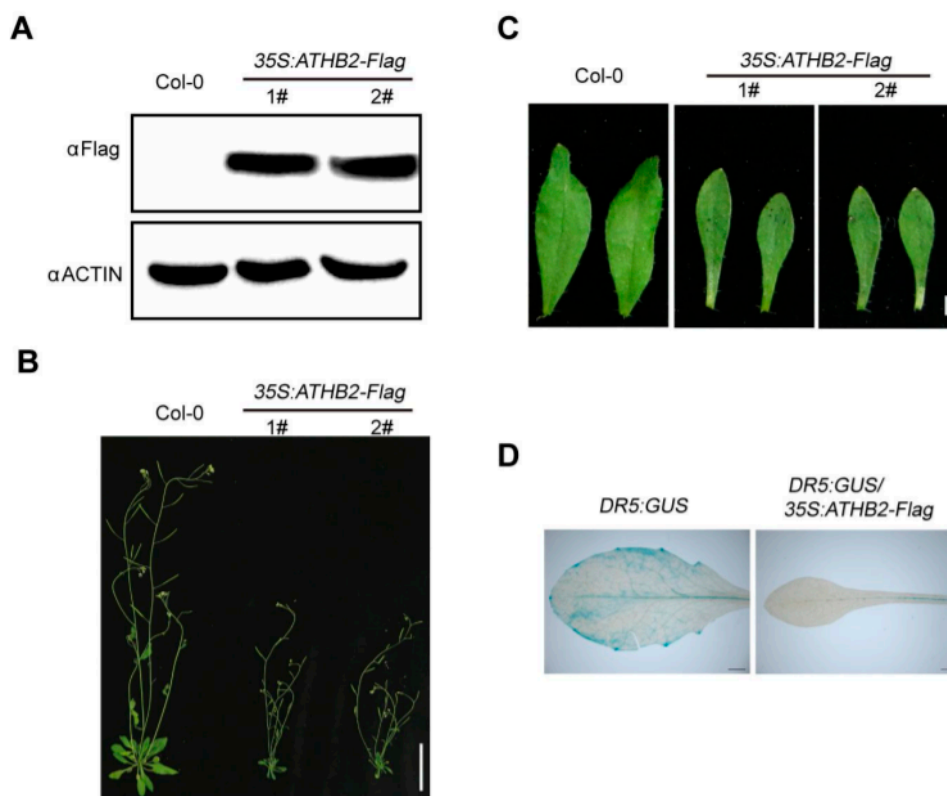 A
35S:ATHB2-Flag
Col-0
1# 2#
αFlag
αACTIN
B
35S:ATHB2-Flag
Col-0
1# 2#
C
35S:ATHB2-Flag
Col-0
1# 2#
D
DR5:GUS
DR5:GUS/
35S:ATHB2-Flag